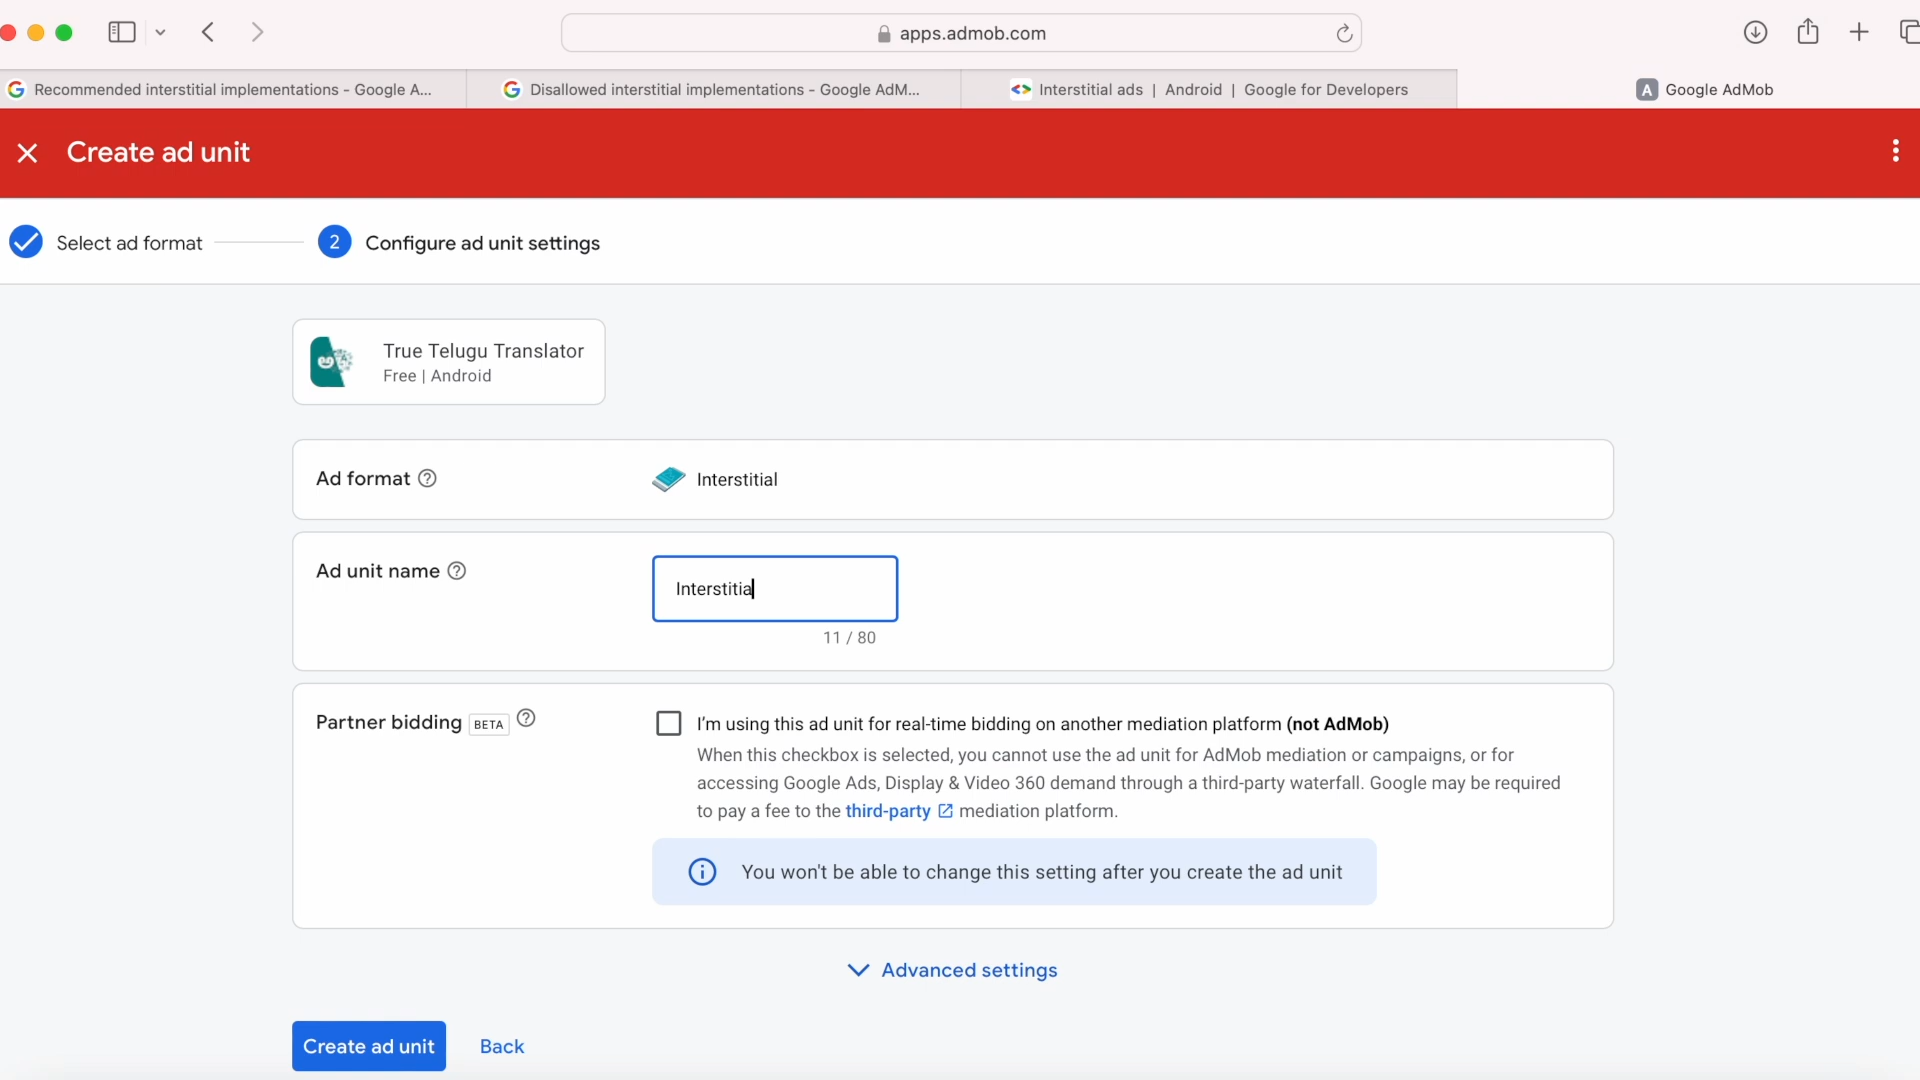 apps.admob.com
Recommended interstitial implementations - Google A...
Disallowed interstitial implementations - Google AdM...
Interstitial ads | Android | Google for Developers
A Google AdMob
Create ad unit
Select ad format
2 Configure ad unit settings
True Telugu Translator
Free | Android
Ad format
Interstitial
Ad unit name
Interstitia
11 / 80
Partner bidding BETA
I'm using this ad unit for real-time bidding on another mediation platform (not AdMob)
When this checkbox is selected, you cannot use the ad unit for AdMob mediation or campaigns, or for
accessing Google Ads, Display & Video 360 demand through a third-party waterfall. Google may be required
to pay a fee to the third-party mediation platform.
You won't be able to change this setting after you create the ad unit
Advanced settings
Create ad unit
Back